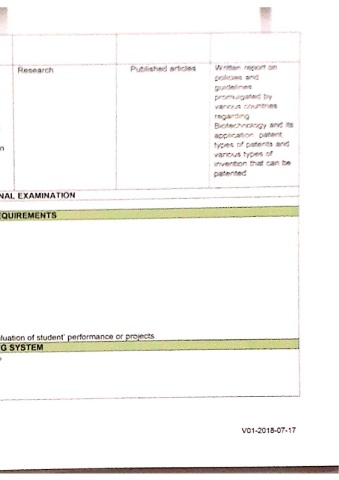 Research
Published articles
Written report on
policies and
guidelines
promulgated by
various countries
regarding
Biotechnology and its
application, patent,
types of patents and
various types of
invention that can be
patented
n
NAL EXAMINATION
EQUIREMENTS
luation of student' performance or projects
G SYSTEM
V01-2018-07-17